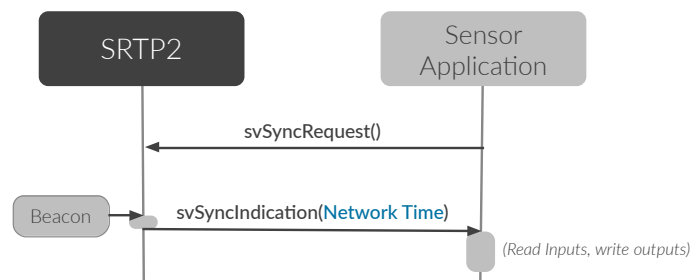 SRTP2
Sensor
Application
svSyncRequest()
Beacon
svSyncIndication(Network Time)
(Read Inputs, write outputs)